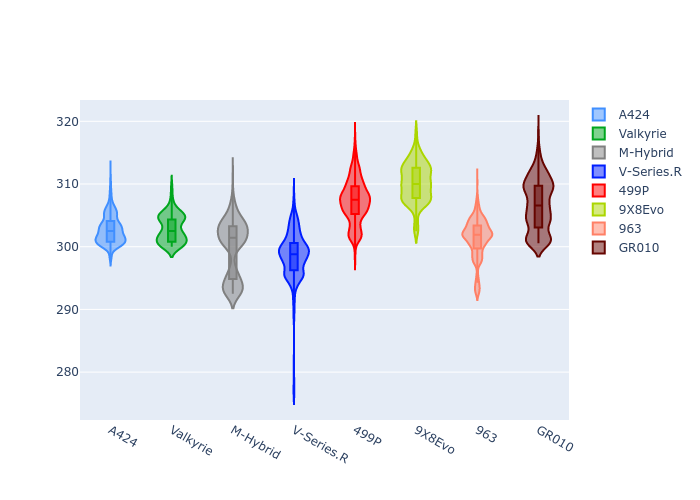 320
310
300
290
280
A424
Valkyrie
M-Hybrid
V-Series.R
499P
9X8Evo
963
GR010
A424
Valkyrie
M-Hybrid
V-Series.R
499P
9X8Evo
963
GR010